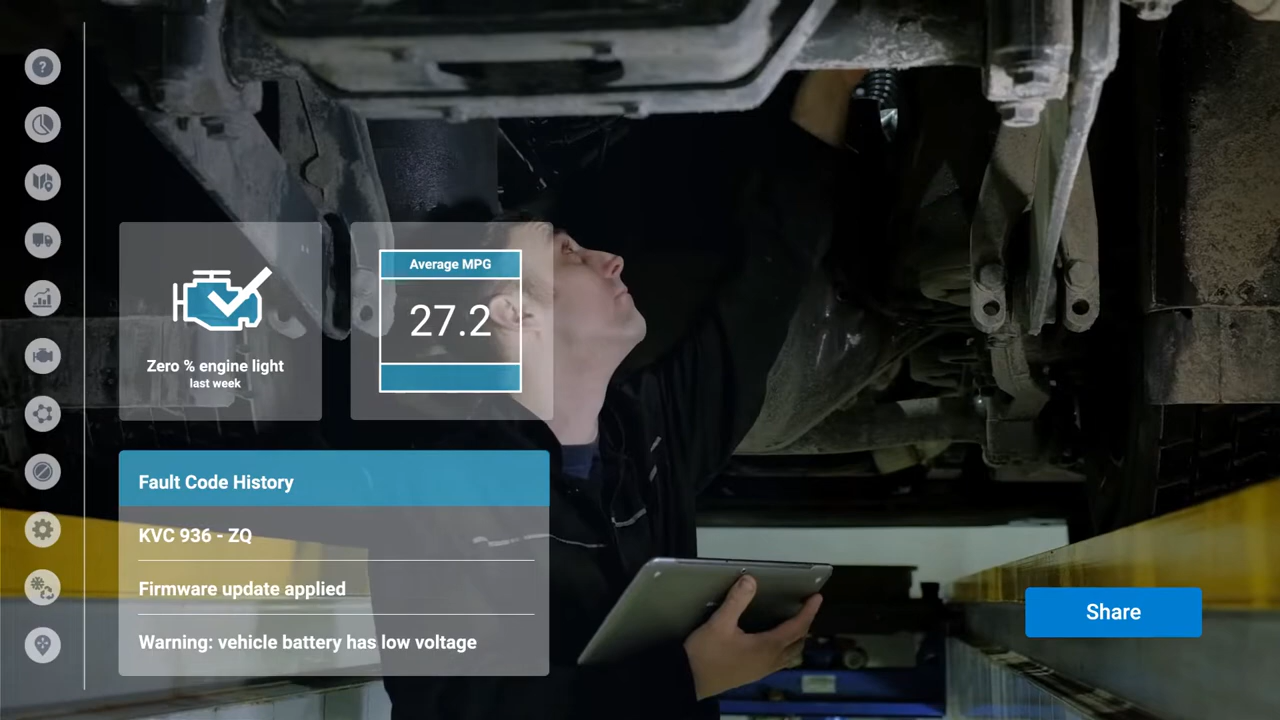 ?
Zero % engine light
last week
Average MPG
27.2
Fault Code History
KVC 936 - ZQ
Firmware update applied
Warning: vehicle battery has low voltage
Share